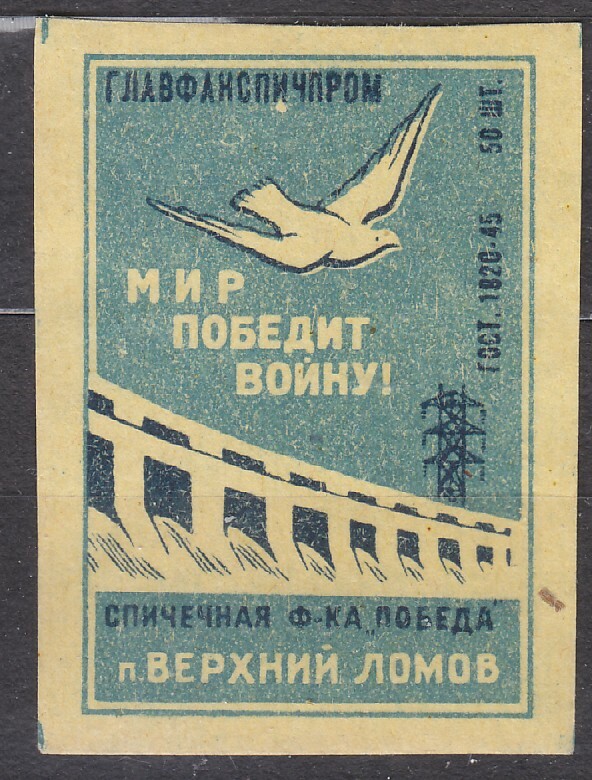 ГЛАВФАНСПИЧПРОМ
МИР
ПОБЕДИТ
ВОЙНУ!
ГОСТ. 1820-45 50 ШТ.
СПИЧЕЧНАЯ Ф-КА „ПОБЕДА"
п. ВЕРХНИЙ ЛОМОВ